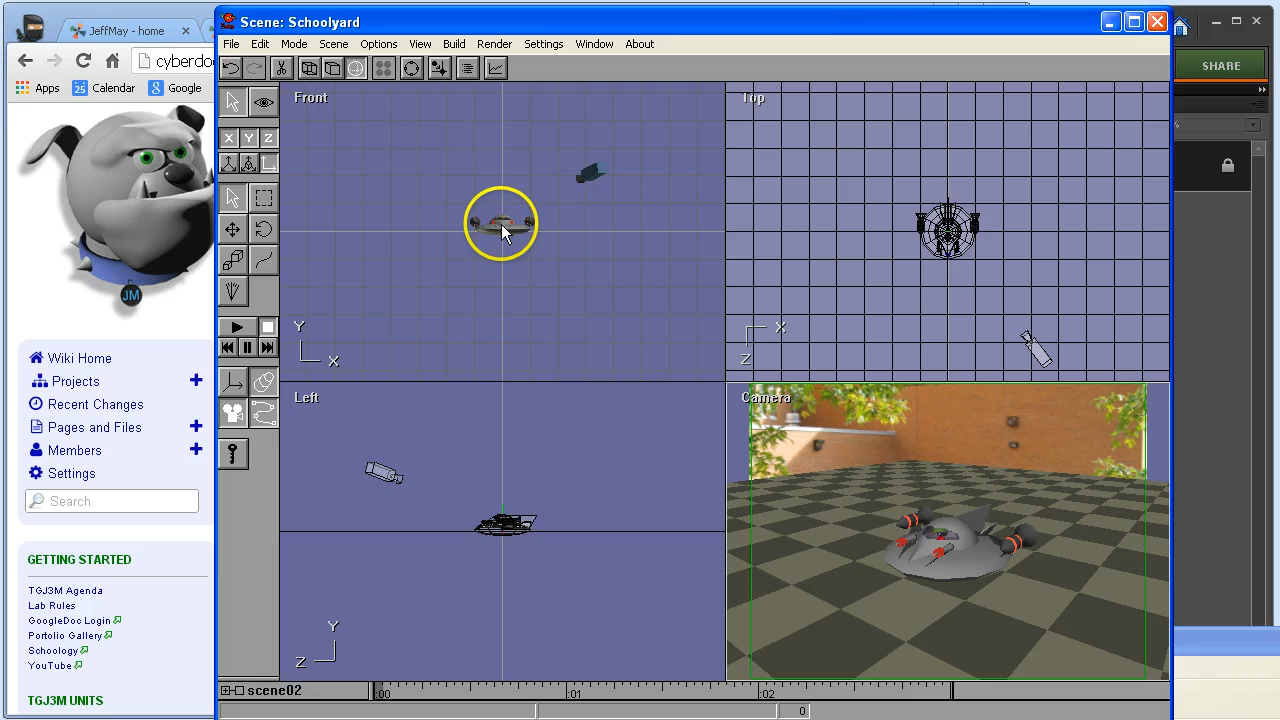 JeffMay - home
Scene: Schoolyard
File Edit Mode Scene Options View Build Render Settings Window About
cyberdo
Apps 25 Calendar 8 Google
SHARE
%
X Y Z
Front
Y
X
Top
X
Z
Left
Y
Z
Camera
JM
Wiki Home
Projects
Recent Changes
Pages and Files
Members
Settings
Search
GETTING STARTED
TGJ3M Agenda
Lab Rules
GoogleDoc Login
Portolio Gallery
Schoology
YouTube
TGJ3M UNITS
scene02
:00 :01 :02
0